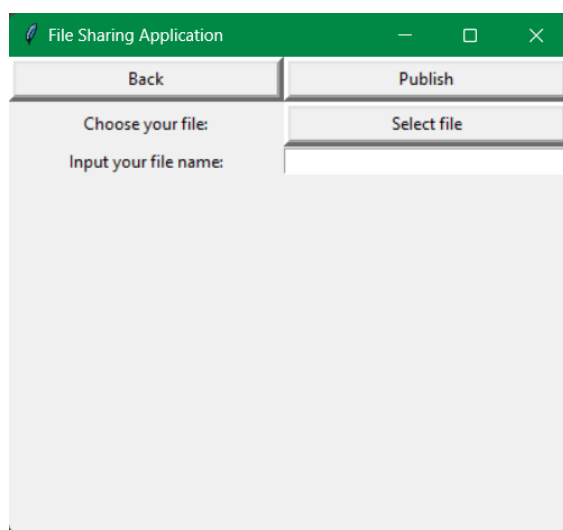 File Sharing Application
Back Publish
Choose your file: Select file
Input your file name: